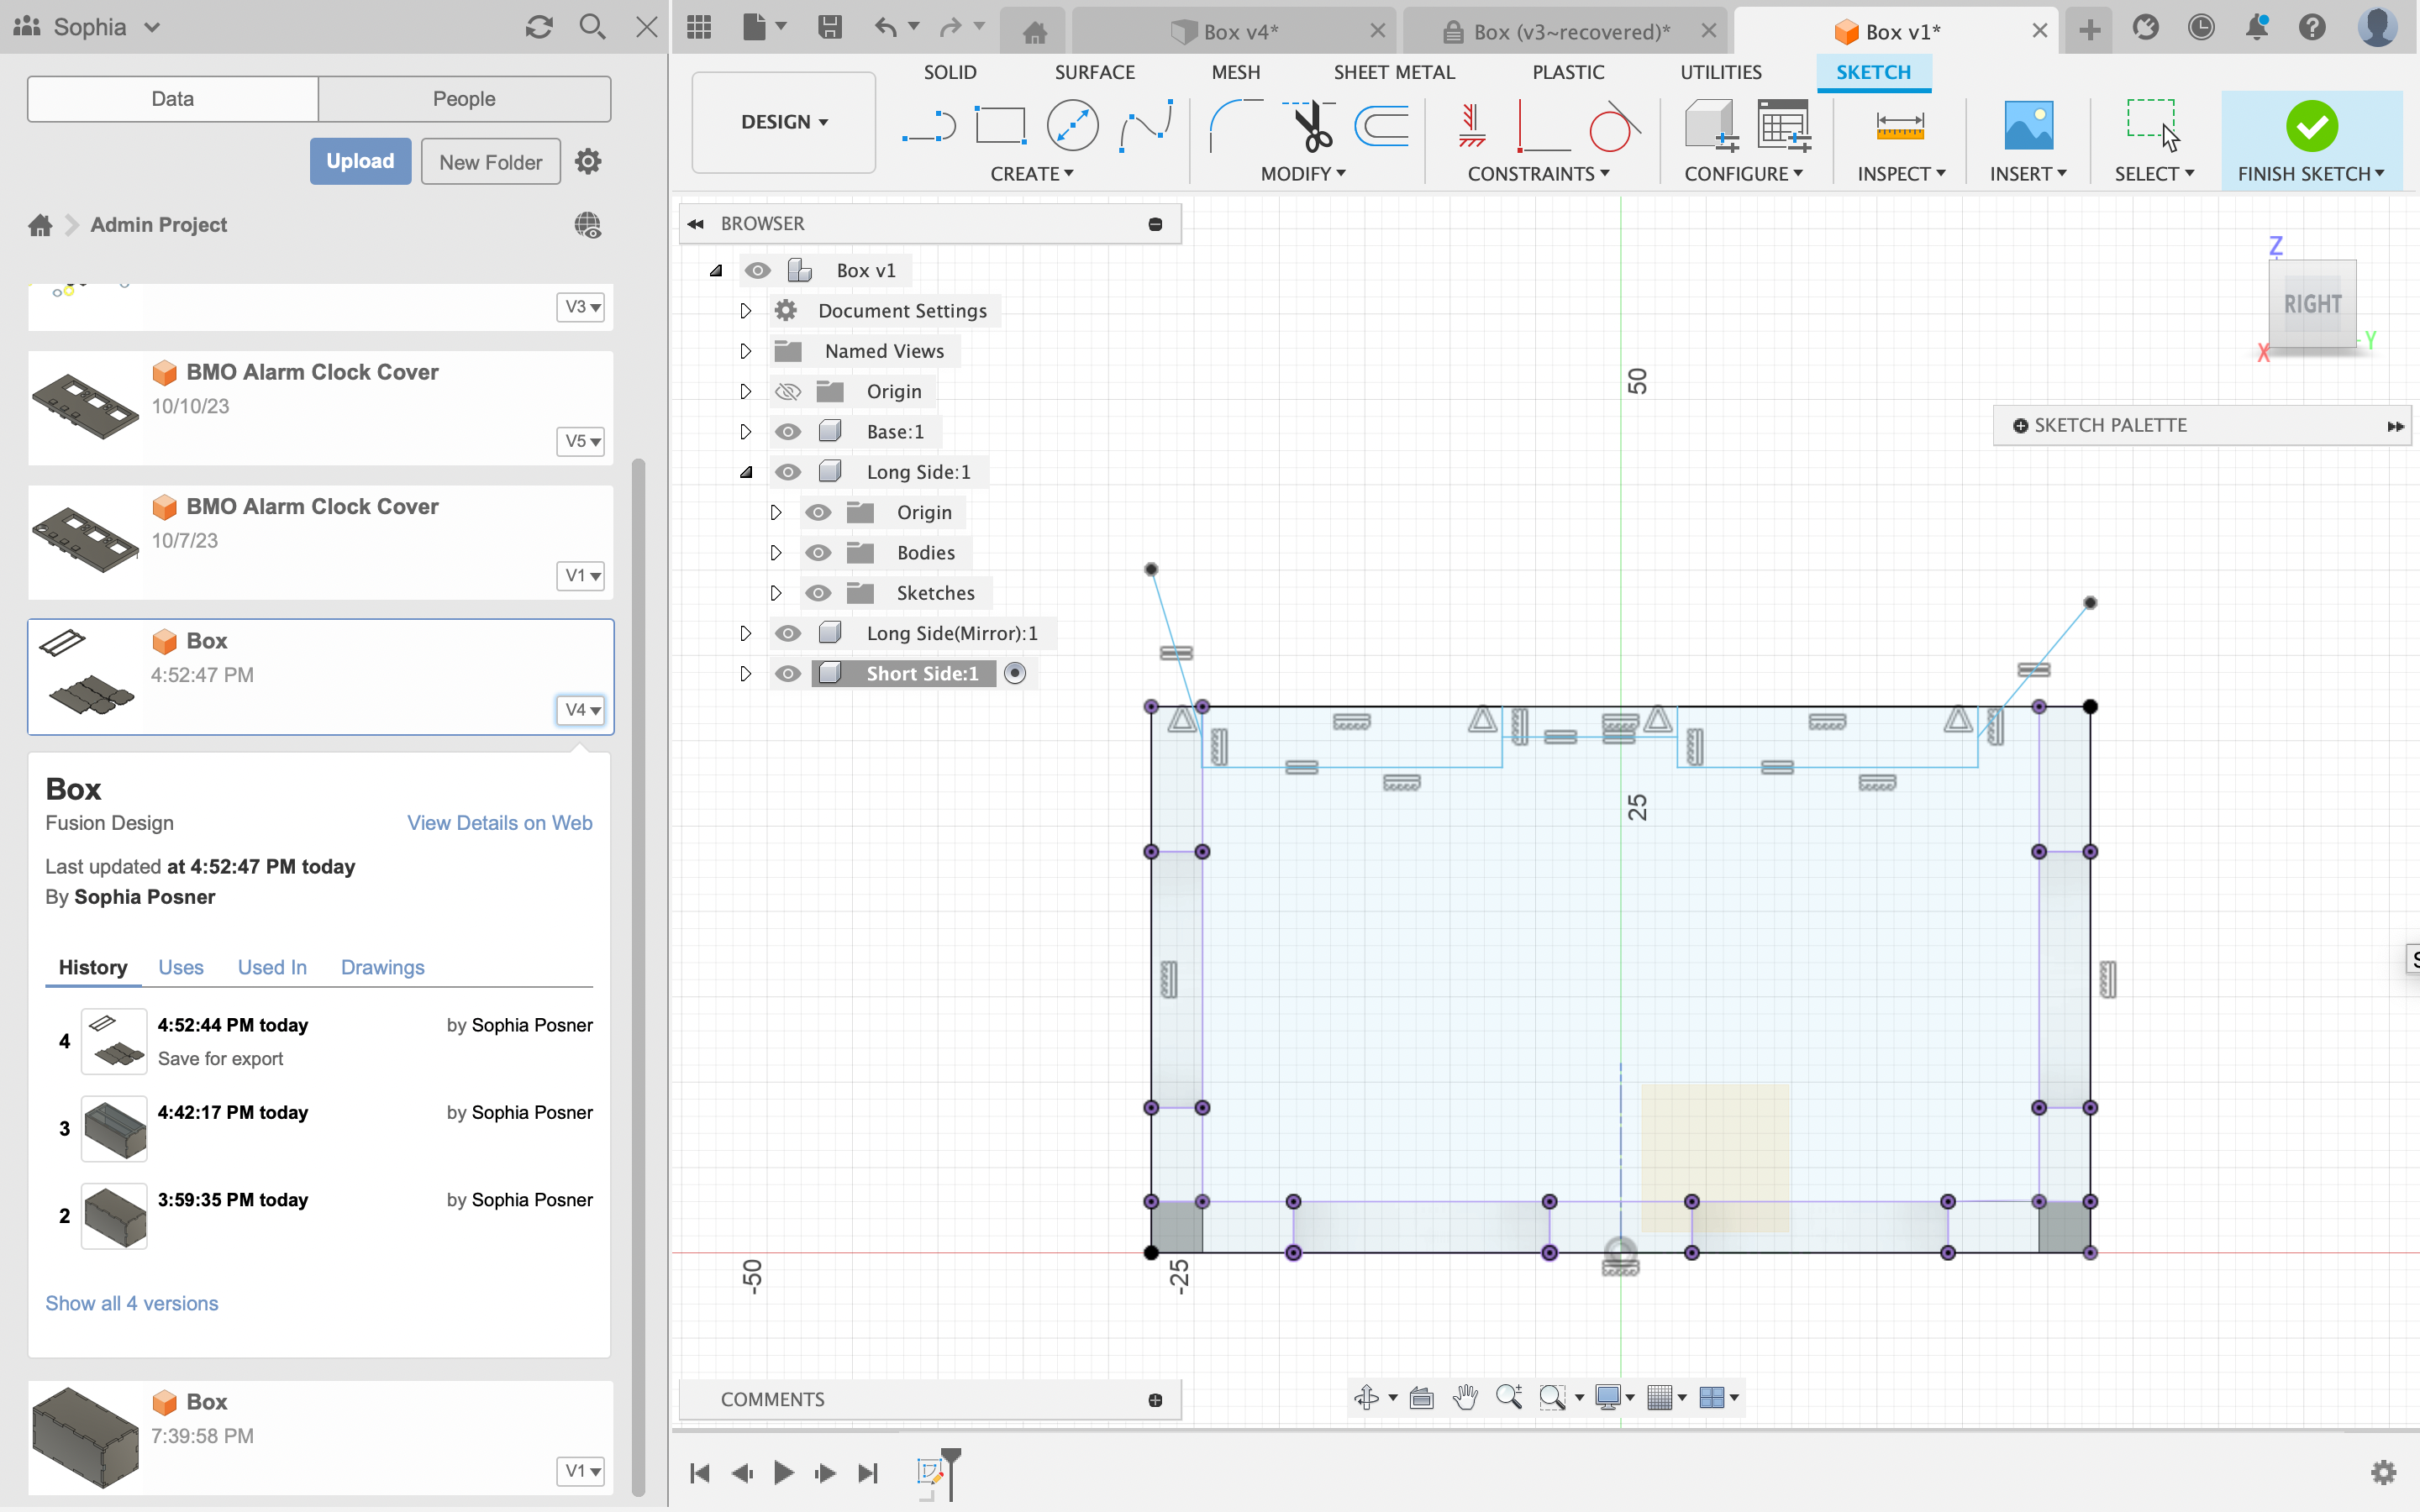 Sophia
Data
People
Upload
New Folder
Admin Project
V3
BMO Alarm Clock Cover
10/10/23
V5
BMO Alarm Clock Cover
10/7/23
V1
Box
4:52:47 PM
V4
Box
Fusion Design
View Details on Web
Last updated at 4:52:47 PM today
By Sophia Posner
History
Uses
Used In
Drawings
4
4:52:44 PM today
by Sophia Posner
Save for export
3
4:42:17 PM today
by Sophia Posner
2
3:59:35 PM today
by Sophia Posner
Show all 4 versions
Box
7:39:58 PM
V1
Box v4*
Box (v3~recovered)*
Box v1*
DESIGN
SOLID
SURFACE
MESH
SHEET METAL
PLASTIC
UTILITIES
SKETCH
CREATE
MODIFY
CONSTRAINTS
CONFIGURE
INSPECT
INSERT
SELECT
FINISH SKETCH
BROWSER
Box v1
Document Settings
Named Views
Origin
Base:1
Long Side:1
Origin
Bodies
Sketches
Long Side(Mirror):1
Short Side:1
Z
RIGHT
X
Y
SKETCH PALETTE
50
25
-50
-25
COMMENTS